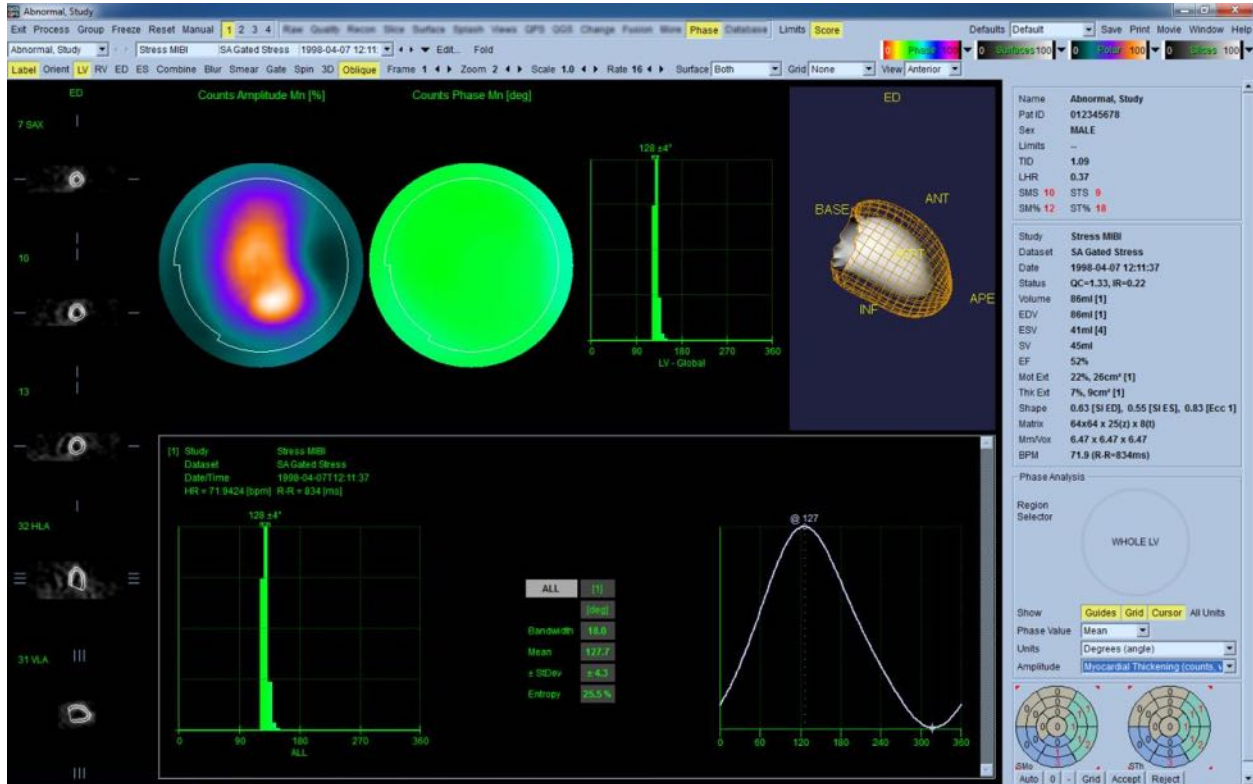 Abnormal, Study
Exit Process Group Freeze Reset Manual 1 2 3 4 Raw Quality Recon Slice Surface Splash Views QPS QGS Change Fusion More Phase Database Limits Score Defaults Default Save Print Movie Window Help
Abnormal, Study Stress MIBI SA Gated Stress 1998-04-07 12:11: Edit... Fold 0 Phase 100 0 Surfaces 100 0 Polar 100 0 Slices 100
Label Orient LV RV ED ES Combine Blur Smear Gate Spin 3D Oblique Frame 1 Zoom 2 Scale 1.0 Rate 16 Surface Both Grid None View Anterior
ED
7 SAX
10
13
32 HLA
31 VLA
Counts Amplitude Mn [%]
Counts Phase Mn [deg]
128 ±4°
0 90 180 270 360
LV - Global
ED
BASE
ANT
INF
APE
[1] Study Stress MIBI
Dataset SA Gated Stress
Date/Time 1998-04-07T12:11:37
HR = 71.9424 [bpm] R-R = 834 [ms]
128 ±4°
0 90 180 270 360
ALL
ALL [1]
[deg]
Bandwidth 18.0
Mean 127.7
± StDev ± 4.3
Entropy 25.5 %
@ 127
0 60 120 180 240 300 360
Name Abnormal, Study
Pat ID 012345678
Sex MALE
Limits --
TID 1.09
LHR 0.37
SMS 10 STS 9
SM% 12 ST% 18
Study Stress MIBI
Dataset SA Gated Stress
Date 1998-04-07 12:11:37
Status QC=1.33, IR=0.22
Volume 86ml [1]
EDV 86ml [1]
ESV 41ml [4]
SV 45ml
EF 52%
Mot Ext 22%, 26cm² [1]
Thk Ext 7%, 9cm² [1]
Shape 0.63 [SI ED], 0.55 [SI ES], 0.83 [Ecc 1]
Matrix 64x64 x 25(z) x 8(t)
Mm/Vox 6.47 x 6.47 x 6.47
BPM 71.9 (R-R=834ms)
Phase Analysis
Region
Selector
WHOLE LV
Show Guides Grid Cursor All Units
Phase Value Mean
Units Degrees (angle)
Amplitude Myocardial Thickening (counts,
SMo STh
Auto 0 - Grid Accept Reject